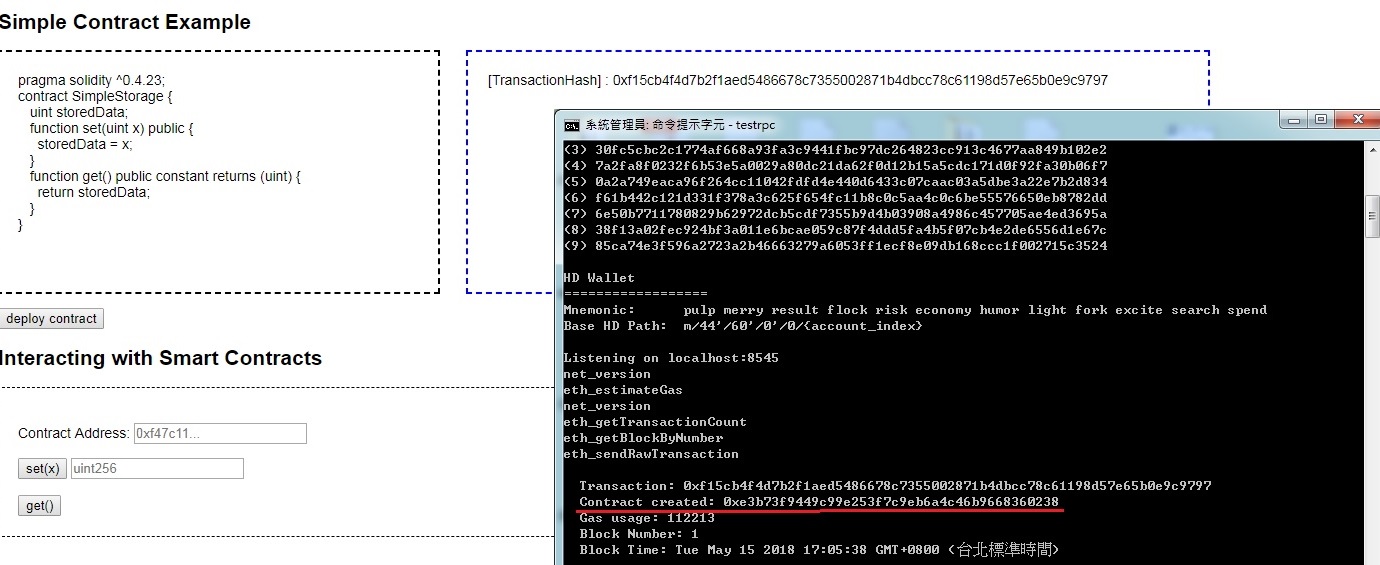 Simple Contract Example
pragma solidity ^0.4.23;
contract SimpleStorage {
uint storedData;
function set(uint x) public {
storedData = x;
}
function get() public constant returns (uint) {
return storedData;
}
}
[TransactionHash] : 0xf15cb4f4d7b2f1aed5486678c7355002871b4dbcc78c61198d57e65b0e9c9797
deploy contract
Interacting with Smart Contracts
Contract Address: 0xf47c11...
set(x) uint256
get()
系統管理員: 命令提示字元 - testrpc
(3) 30fc5cbc2c1774af668a93fa3c9441fbc97dc264823cc913c4677aa849b102e2
(4) 7a2fa8f0232f6b53e5a0029a80dc21da62f0d12b15a5cdc171d0f92fa30b06f7
(5) 0a2a749eaca96f264cc11042fdfd4e440d6433c07caac03a5dbe3a22e7b2d834
(6) f61b442c121d331f378a3c625f654fc11b8c0c5aa4c0c6be55576650eb8782dd
(7) 6e50b7711780829b62972dcb5cdf7355b9d4b03908a4986c457705ae4ed3695a
(8) 38f13a02fec924bf3a011e6bcae059c87f4ddd5fa4b5f07cb4e2de6556d1e67c
(9) 85ca74e3f596a2723a2b46663279a6053ff1ecf8e09db168ccc1f002715c3524
HD Wallet
==================
Mnemonic: pulp merry result flock risk economy humor light fork excite search spend
Base HD Path: m/44'/60'/0'/0/{account_index}
Listening on localhost:8545
net_version
eth_estimateGas
net_version
eth_getTransactionCount
eth_getBlockByNumber
eth_sendRawTransaction
Transaction: 0xf15cb4f4d7b2f1aed5486678c7355002871b4dbcc78c61198d57e65b0e9c9797
Contract created: 0xe3b73f9449c99e253f7c9eb6a4c46b9668360238
Gas usage: 112213
Block Number: 1
Block Time: Tue May 15 2018 17:05:38 GMT+0800 (台北標準時間)